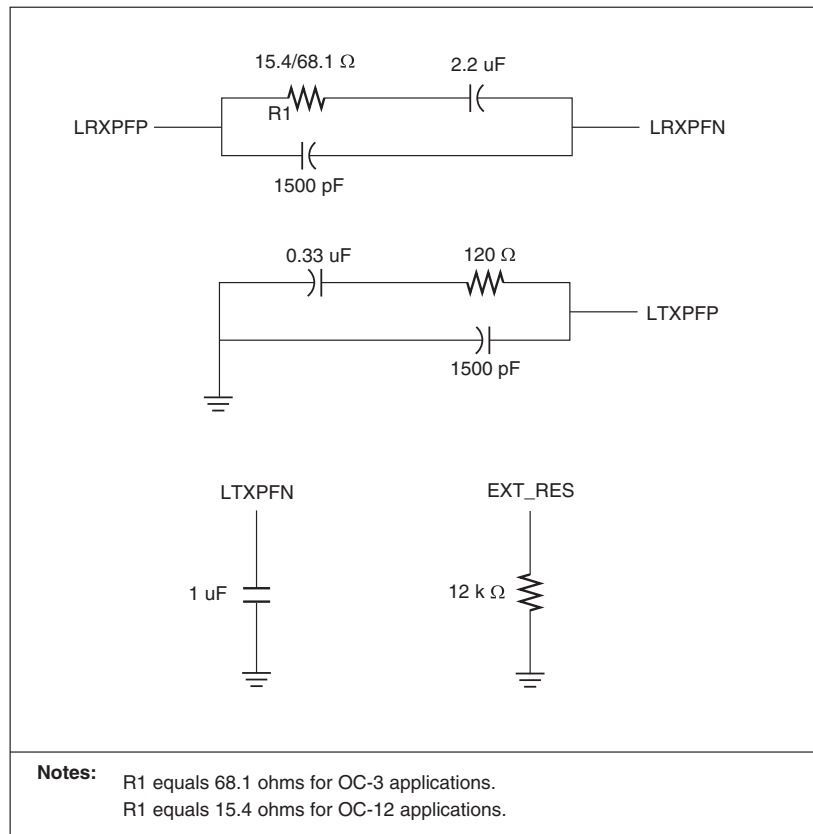 15.4/68.1 Ω
2.2 uF
R1
LRXPFP
LRXPFN
1500 pF
0.33 uF
120 Ω
LTXPFP
1500 pF
LTXPFN
EXT_RES
1 uF
12 k Ω
Notes:
R1 equals 68.1 ohms for OC-3 applications.
R1 equals 15.4 ohms for OC-12 applications.